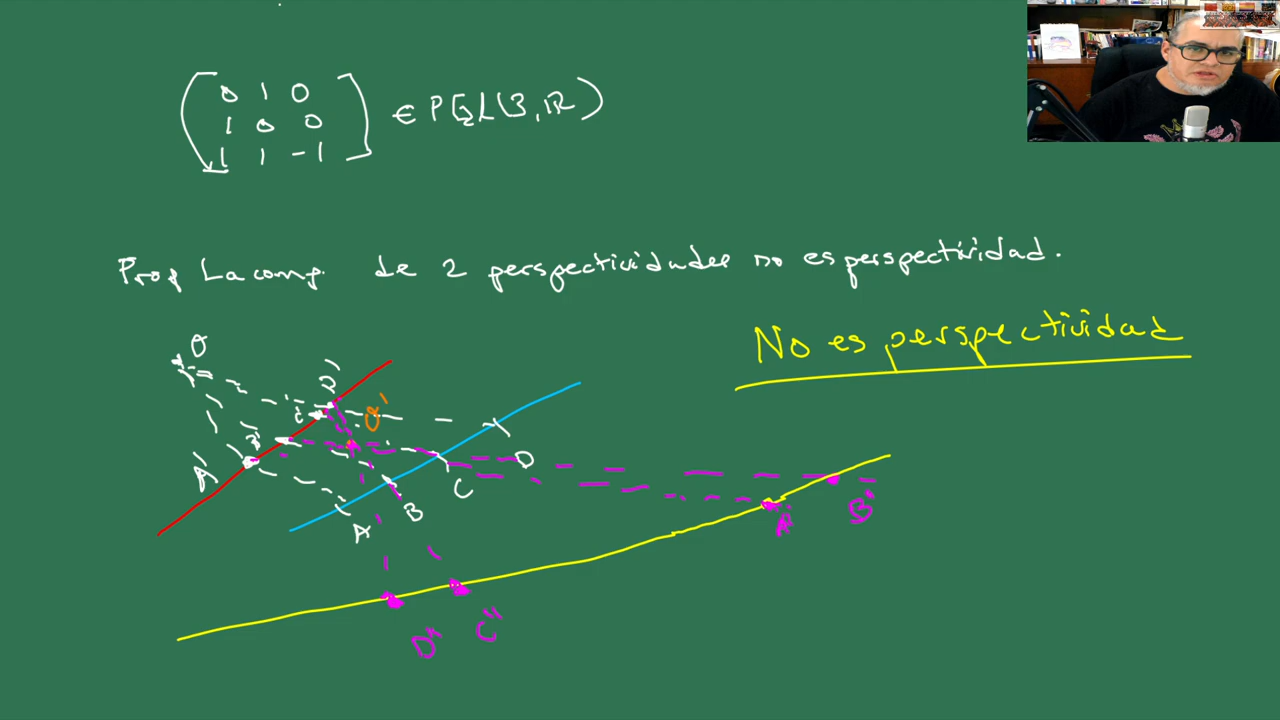 0 1 0
1 0 0 ∈ PGL(3, ℝ)
1 1 -1
Prop La comp. de 2 perspectividades no es perspectividad.
No es perspectividad
O
D'
C'
O'
B'
A'
D
C
B
A
A''
B''
C''
D''